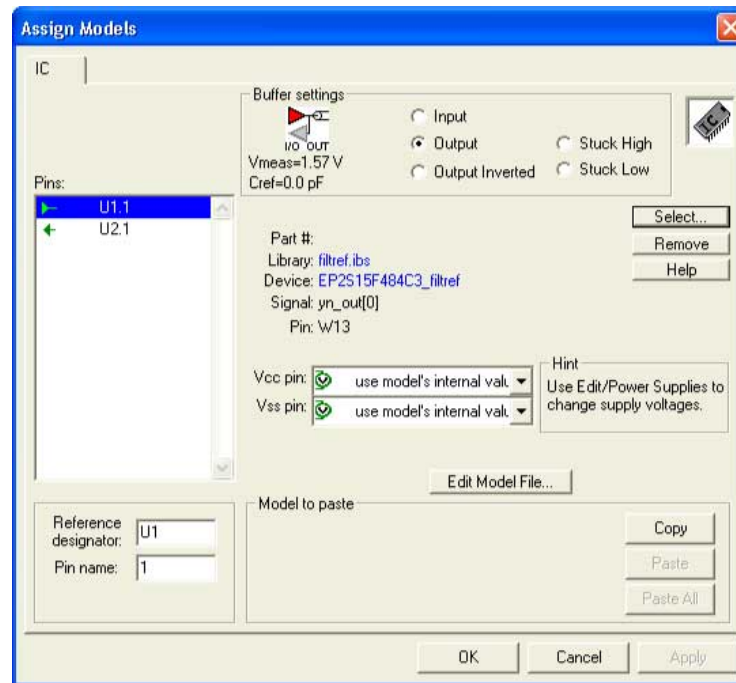 Assign Models
IC
Buffer settings
I/O OUT
Vmeas=1.57 V
Cref=0.0 pF
Input
Output
Output Inverted
Stuck High
Stuck Low
IC
Pins:
U1.1
U2.1
Part #:
Library: filtref.ibs
Device: EP2S15F484C3_filtref
Signal: yn_out[0]
Pin: W13
Select...
Remove
Help
Vcc pin: use model's internal valu
Vss pin: use model's internal valu
Hint
Use Edit/Power Supplies to
change supply voltages.
Edit Model File...
Reference
designator: U1
Pin name: 1
Model to paste
Copy
Paste
Paste All
OK
Cancel
Apply